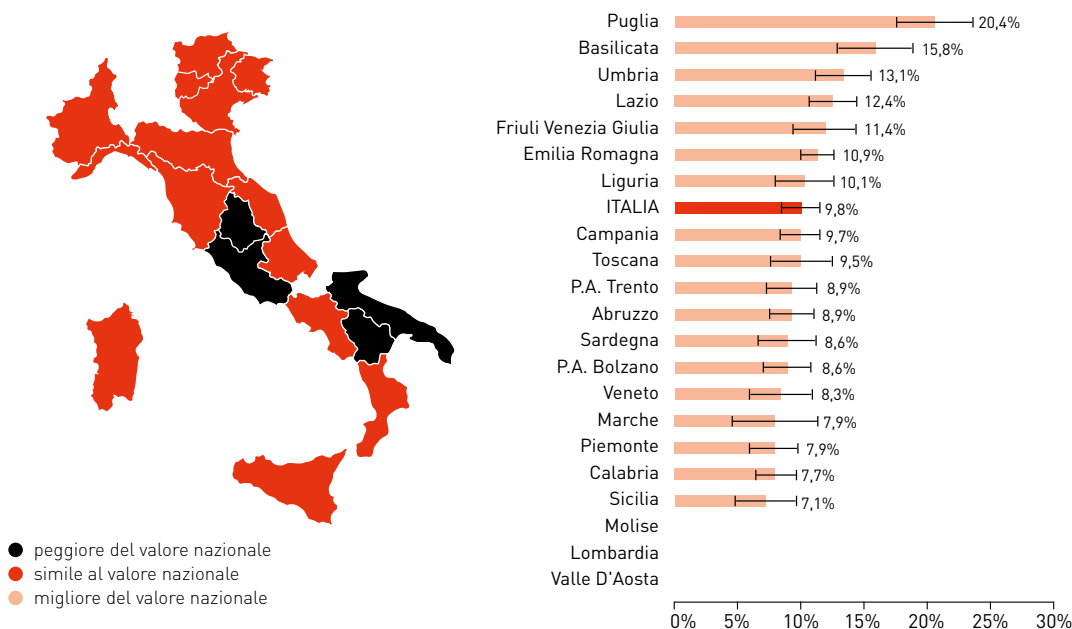 Puglia 20,4%
Basilicata 15,8%
Umbria 13,1%
Lazio 12,4%
Friuli Venezia Giulia 11,4%
Emilia Romagna 10,9%
Liguria 10,1%
ITALIA 9,8%
Campania 9,7%
Toscana 9,5%
P.A. Trento 8,9%
Abruzzo 8,9%
Sardegna 8,6%
P.A. Bolzano 8,6%
Veneto 8,3%
Marche 7,9%
Piemonte 7,9%
Calabria 7,7%
Sicilia 7,1%
Molise
Lombardia
Valle D'Aosta
0% 5% 10% 15% 20% 25% 30%
peggiore del valore nazionale
simile al valore nazionale
migliore del valore nazionale